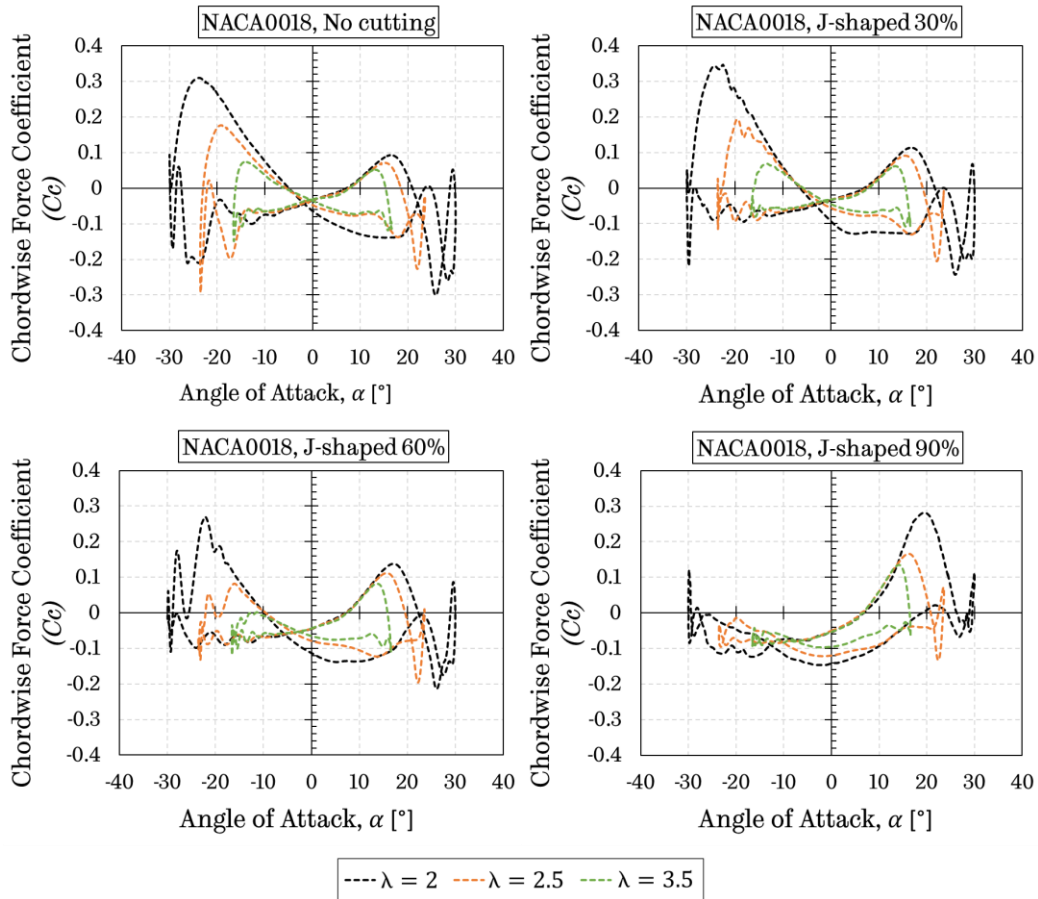 NACA0018, No cutting
Chordwise Force Coefficient
(Cc)
0.4
0.3
0.2
0.1
0
-0.1
-0.2
-0.3
-0.4
-40 -30 -20 -10 0 10 20 30 40
Angle of Attack, α [°]
NACA0018, J-shaped 30%
Chordwise Force Coefficient
(Cc)
0.4
0.3
0.2
0.1
0
-0.1
-0.2
-0.3
-0.4
-40 -30 -20 -10 0 10 20 30 40
Angle of Attack, α [°]
NACA0018, J-shaped 60%
Chordwise Force Coefficient
(Cc)
0.4
0.3
0.2
0.1
0
-0.1
-0.2
-0.3
-0.4
-40 -30 -20 -10 0 10 20 30 40
Angle of Attack, α [°]
NACA0018, J-shaped 90%
Chordwise Force Coefficient
(Cc)
0.4
0.3
0.2
0.1
0
-0.1
-0.2
-0.3
-0.4
-40 -30 -20 -10 0 10 20 30 40
Angle of Attack, α [°]
λ = 2 λ = 2.5 λ = 3.5